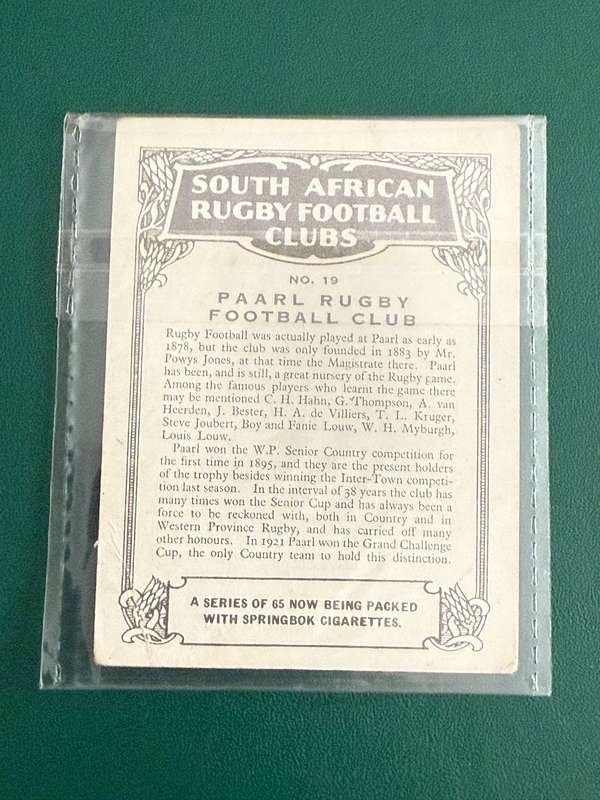 SOUTH AFRICAN
RUGBY FOOTBALL
CLUBS
NO. 19
PAARL RUGBY
FOOTBALL CLUB
Rugby Football was actually played at Paarl as early as
1878, but the club was only founded in 1883 by Mr.
Powys Jones, at that time the Magistrate there. Paarl
has been, and is still, a great nursery of the Rugby game.
Among the famous players who learnt the game there
may be mentioned C. H. Hahn, G. Thompson, A. van
Heerden, J. Bester, H. A. de Villiers, T. L. Kruger,
Steve Joubert, Boy and Fanie Louw, W. H. Myburgh,
Louis Louw.
Paarl won the W.P. Senior Country competition for
the first time in 1895, and they are the present holders
of the trophy besides winning the Inter-Town competi-
tion last season. In the interval of 38 years the club has
many times won the Senior Cup and has always been a
force to be reckoned with, both in Country and in
Western Province Rugby, and has carried off many
other honours. In 1921 Paarl won the Grand Challenge
Cup, the only Country team to hold this distinction.
A SERIES OF 65 NOW BEING PACKED
WITH SPRINGBOK CIGARETTES.